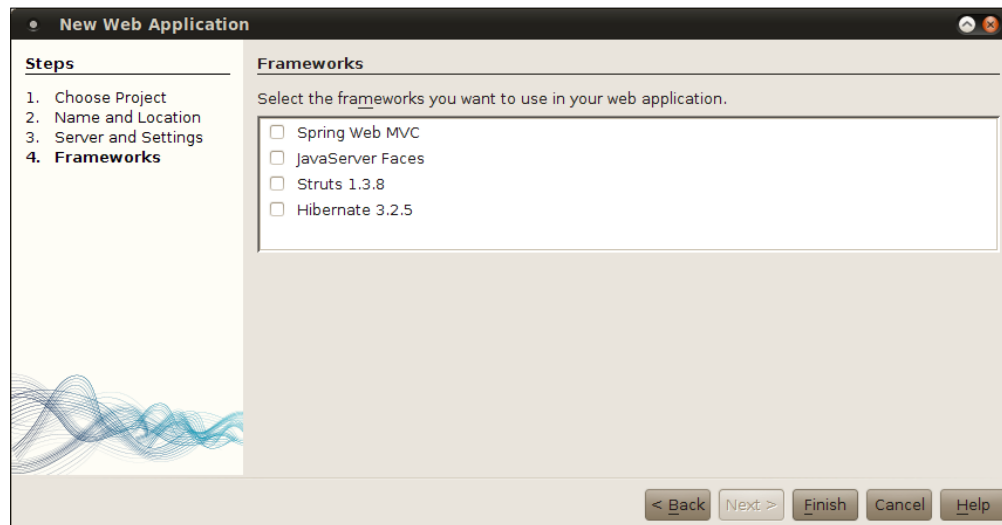 New Web Application
Steps
1. Choose Project
2. Name and Location
3. Server and Settings
4. Frameworks
Frameworks
Select the frameworks you want to use in your web application.
Spring Web MVC
JavaServer Faces
Struts 1.3.8
Hibernate 3.2.5
< Back Next > Finish Cancel Help